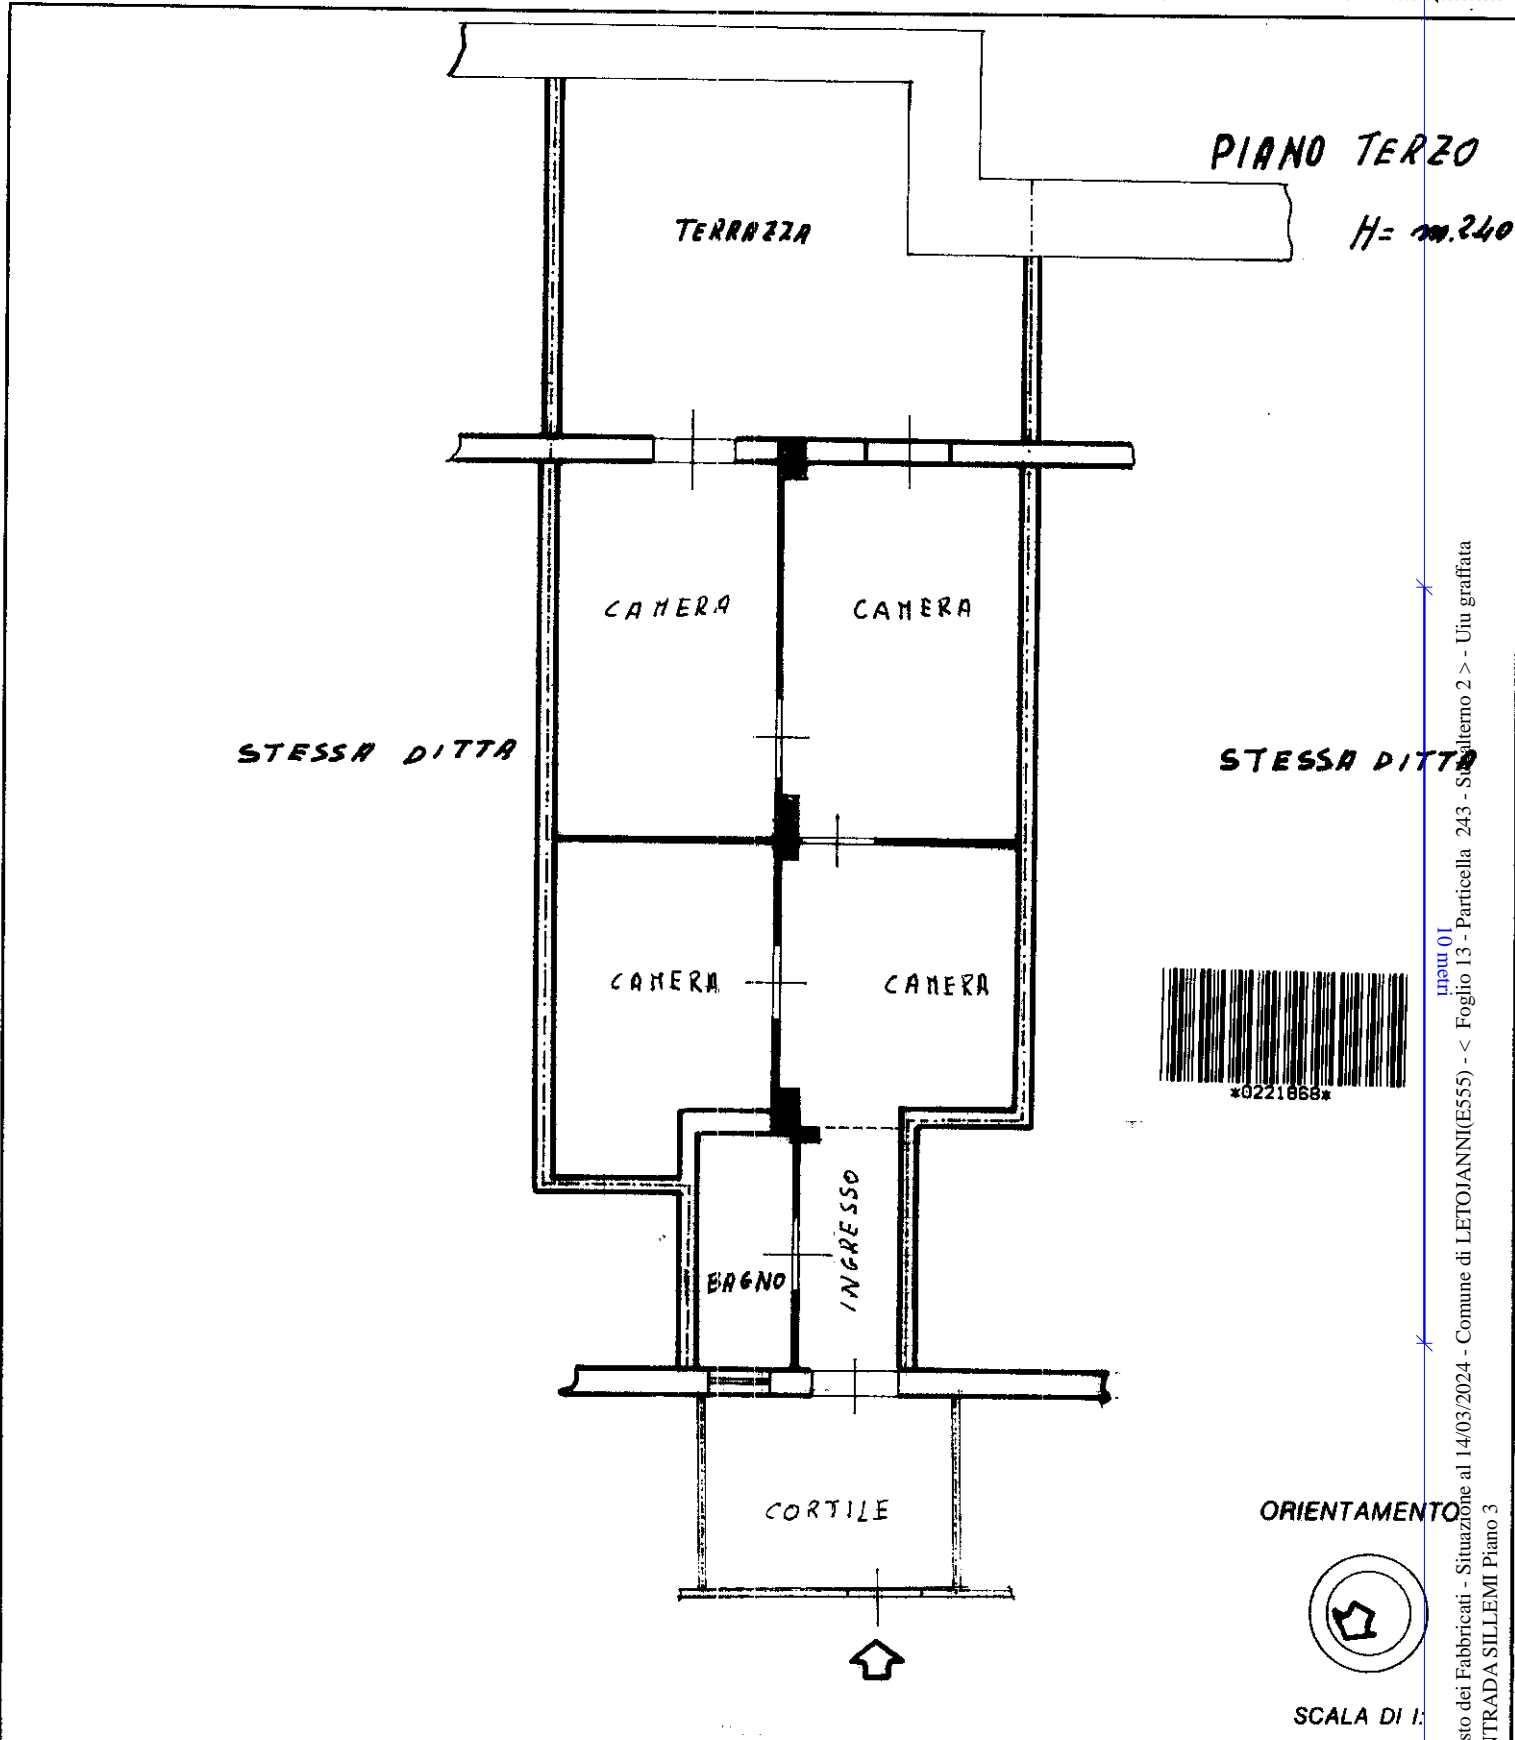 PIANO TERZO
H= m.240
TERRAZZA
CAMERA
CAMERA
STESSA DITTA
STESSA DITTA
CAMERA
CAMERA
*0221868*
INGRESSO
BAGNO
CORTILE
ORIENTAMENTO
SCALA DI 1:
10 metri
sto dei Fabbricati - Situazione al 14/03/2024 - Comune di LETOJANNI(E555) - < Foglio 13 - Particella 243 - Subalterno 2 > - Uiu graffata
NTRADA SILLEMI Piano 3